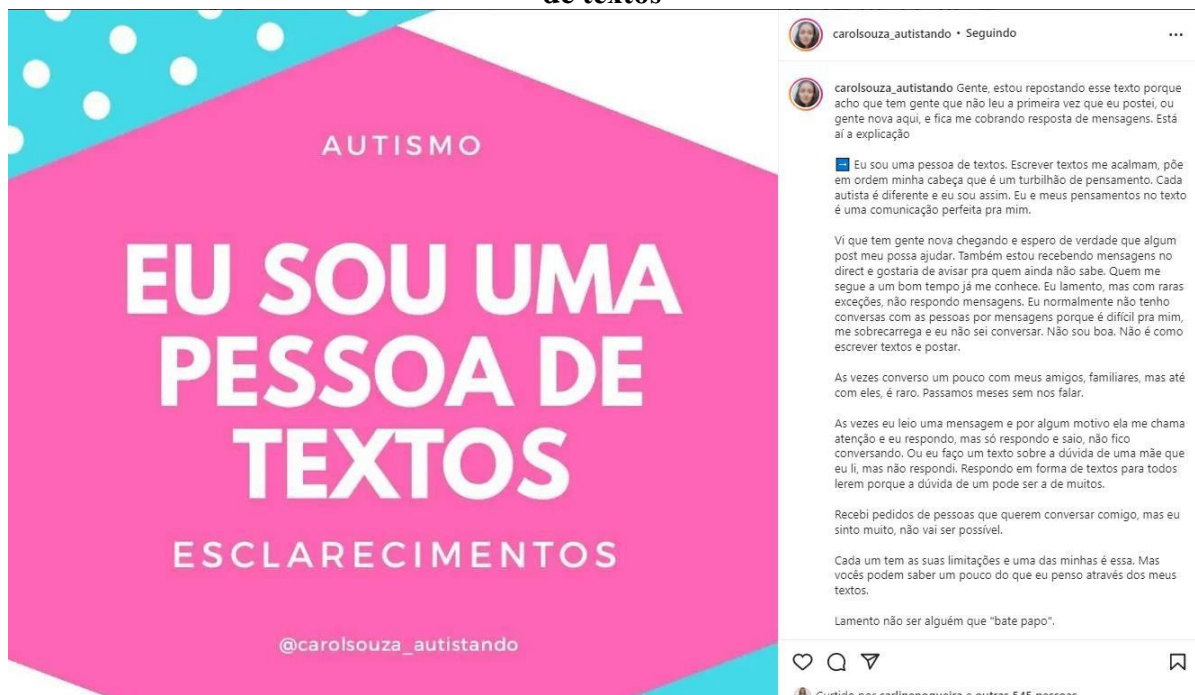 de textos
AUTISMO
EU SOU UMA
PESSOA DE
TEXTOS
ESCLARECIMENTOS
@carolsouza_autistando
carolsouza_autistando • Seguindo
carolsouza_autistando Gente, estou repostando esse texto porque
acho que tem gente que não leu a primeira vez que eu postei, ou
gente nova aqui, e fica me cobrando resposta de mensagens. Está
aí a explicação
➡ Eu sou uma pessoa de textos. Escrever textos me acalmam, põe
em ordem minha cabeça que é um turbilhão de pensamento. Cada
autista é diferente e eu sou assim. Eu e meus pensamentos no texto
é uma comunicação perfeita pra mim.
Vi que tem gente nova chegando e espero de verdade que algum
post meu possa ajudar. Também estou recebendo mensagens no
direct e gostaria de avisar pra quem ainda não sabe. Quem me
segue a um bom tempo já me conhece. Eu lamento, mas com raras
exceções, não respondo mensagens. Eu normalmente não tenho
conversas com as pessoas por mensagens porque é difícil pra mim,
me sobrecarrega e eu não sei conversar. Não sou boa. Não é como
escrever textos e postar.
As vezes converso um pouco com meus amigos, familiares, mas até
com eles, é raro. Passamos meses sem nos falar.
As vezes eu leio uma mensagem e por algum motivo ela me chama
atenção e eu respondo, mas só respondo e saio, não fico
conversando. Ou eu faço um texto sobre a dúvida de uma mãe que
eu li, mas não respondi. Respondo em forma de textos para todos
lerem porque a dúvida de um pode ser a de muitos.
Recebi pedidos de pessoas que querem conversar comigo, mas eu
sinto muito, não vai ser possível.
Cada um tem as suas limitações e uma das minhas é essa. Mas
vocês podem saber um pouco do que eu penso através dos meus
textos.
Lamento não ser alguém que "bate papo".
Curtido por carlinenogueira e outras 545 pessoas